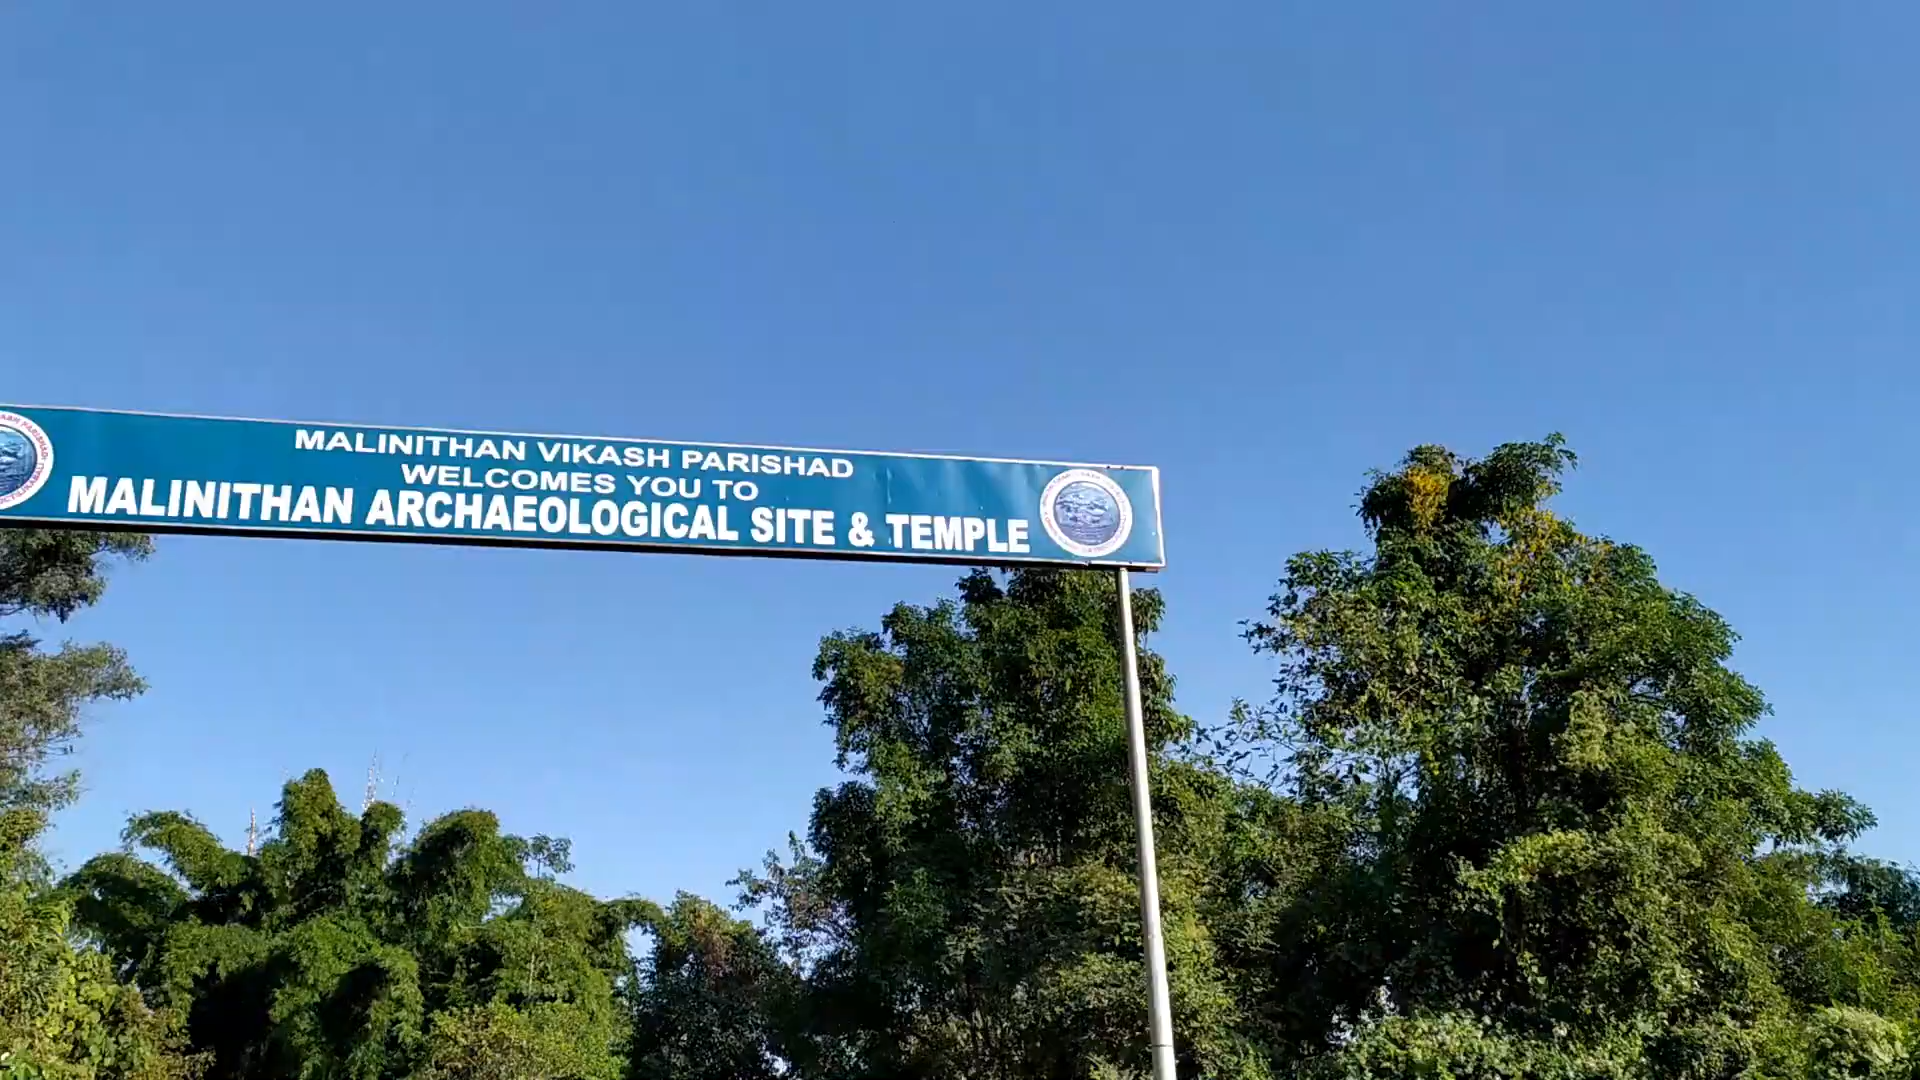 MALINITHAN VIKASH PARISHAD
WELCOMES YOU TO
MALINITHAN ARCHAEOLOGICAL SITE & TEMPLE